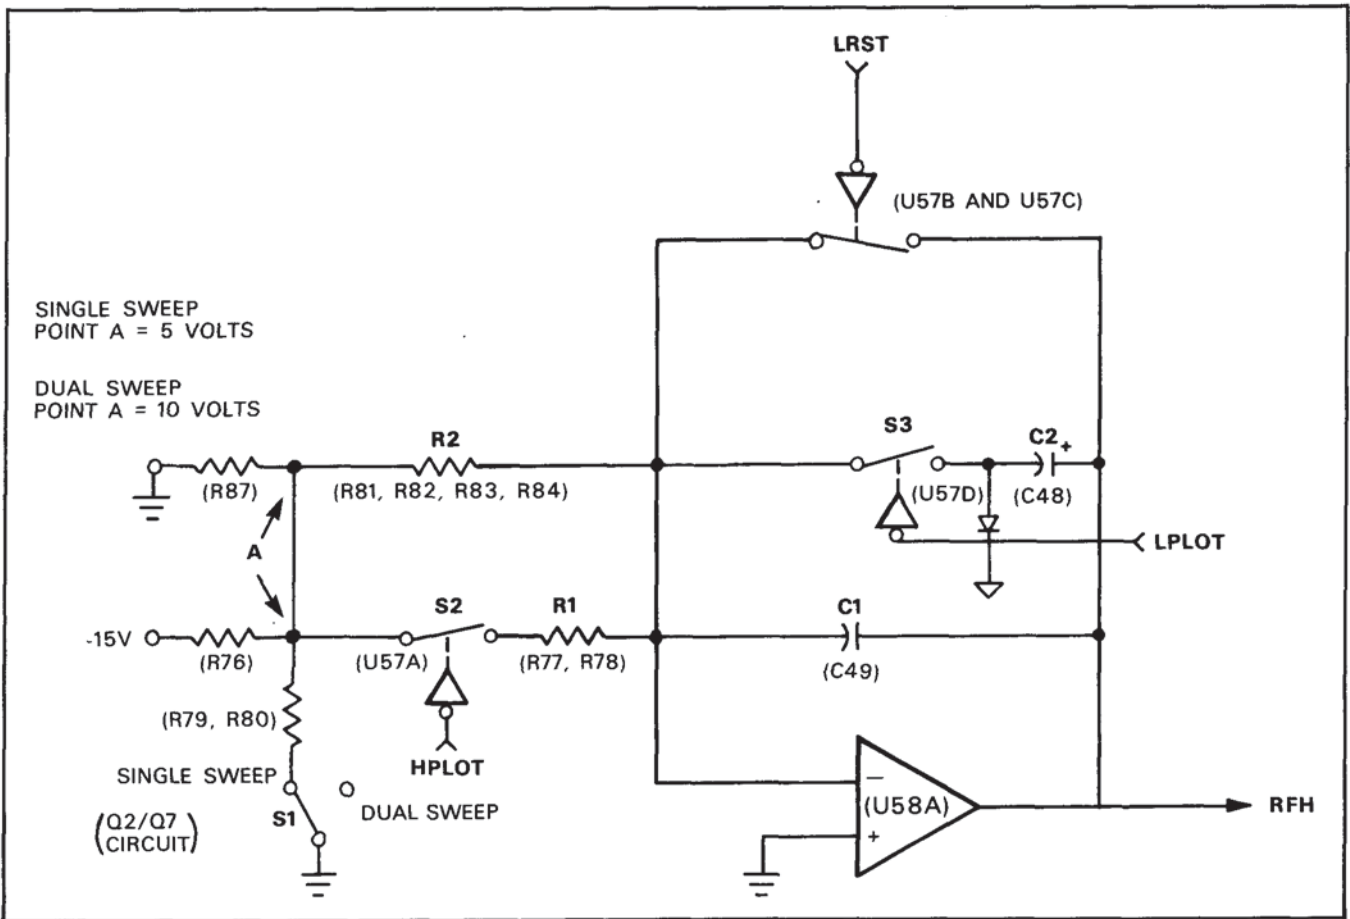 LRST
(U57B AND U57C)
SINGLE SWEEP
POINT A = 5 VOLTS
DUAL SWEEP
POINT A = 10 VOLTS
R2
S3
C2
+
(R87)
(R81, R82, R83, R84)
(U57D)
(C48)
A
LPLOT
S2
R1
C1
-15V
(R76)
(U57A)
(R77, R78)
(C49)
(R79, R80)
HPLOT
SINGLE SWEEP
DUAL SWEEP
S1
(Q2/Q7
CIRCUIT)
−
(U58A)
+
RFH